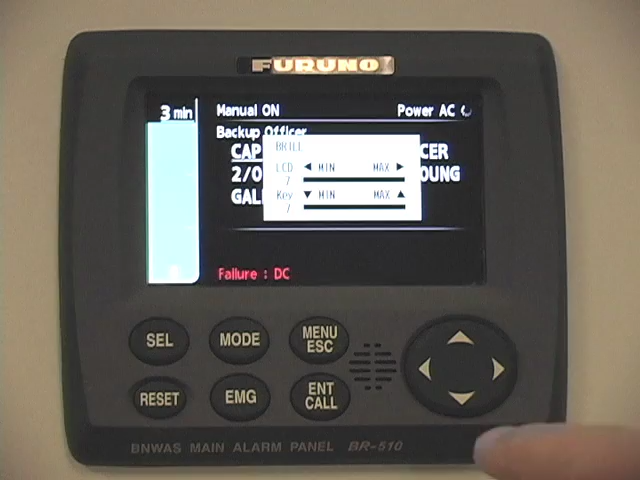 FURUNO
3 min Manual ON Power AC
Backup Officer
CAP CER
BRILL
LCD ◀ MIN MAX ▶
7
2/O OUNG
Key ▼ MIN MAX ▲
7
GAL
Failure : DC
SEL MODE MENU ESC
RESET EMG ENT CALL
BNWAS MAIN ALARM PANEL BR-510